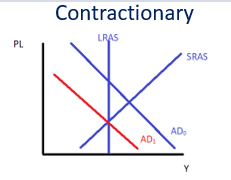 Contractionary
PL
LRAS
SRAS
AD₀
AD₁
Y